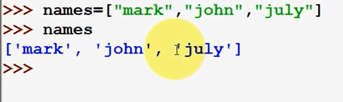 >>> names=["mark","john","july"]
>>> names
['mark', 'john', 'july']
>>>